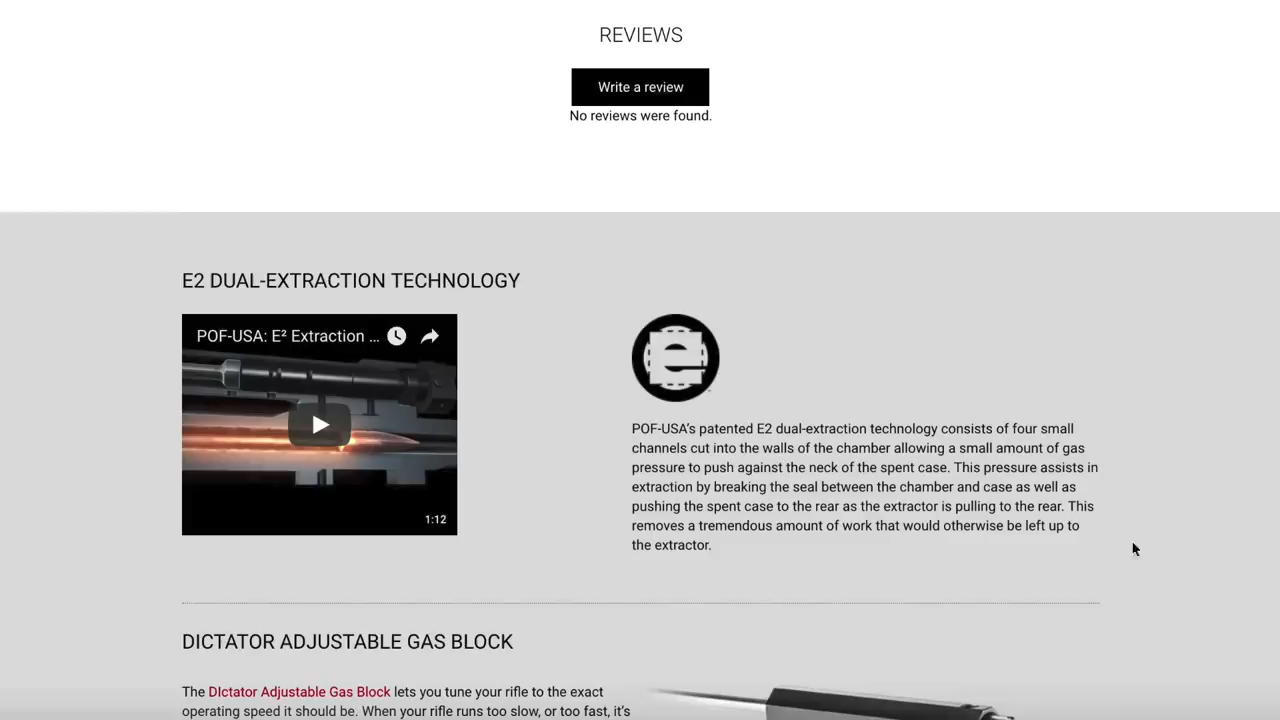 REVIEWS
Write a review
No reviews were found.
E2 DUAL-EXTRACTION TECHNOLOGY
POF-USA: E² Extraction ...
1:12
e
POF-USA's patented E2 dual-extraction technology consists of four small
channels cut into the walls of the chamber allowing a small amount of gas
pressure to push against the neck of the spent case. This pressure assists in
extraction by breaking the seal between the chamber and case as well as
pushing the spent case to the rear as the extractor is pulling to the rear. This
removes a tremendous amount of work that would otherwise be left up to
the extractor.
DICTATOR ADJUSTABLE GAS BLOCK
The DIctator Adjustable Gas Block lets you tune your rifle to the exact
operating speed it should be. When your rifle runs too slow, or too fast, it's